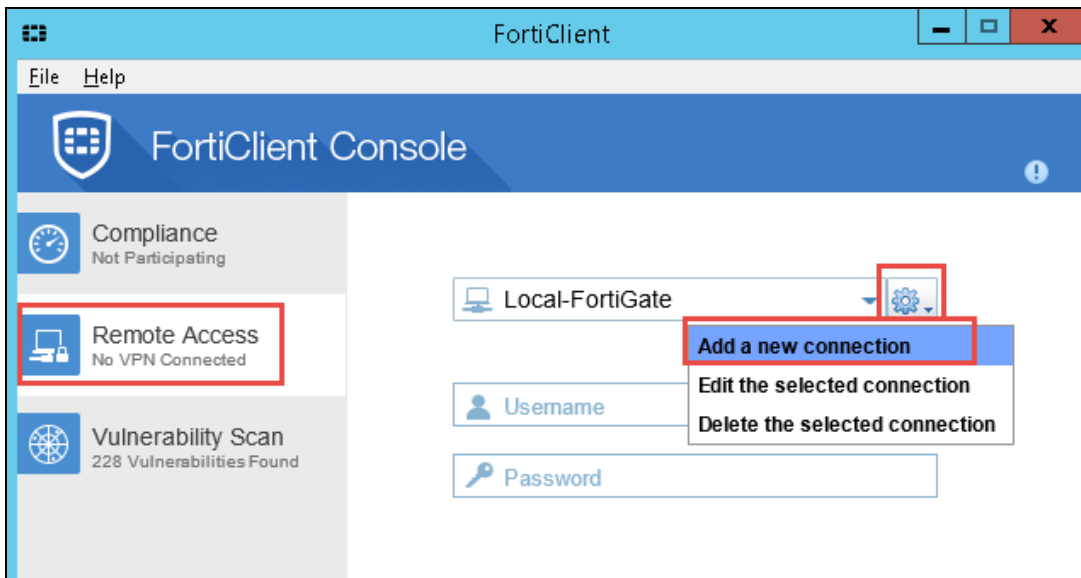 FortiClient
File Help
FortiClient Console
Compliance
Not Participating
Local-FortiGate
Add a new connection
Edit the selected connection
Delete the selected connection
Remote Access
No VPN Connected
Username
Vulnerability Scan
228 Vulnerabilities Found
Password